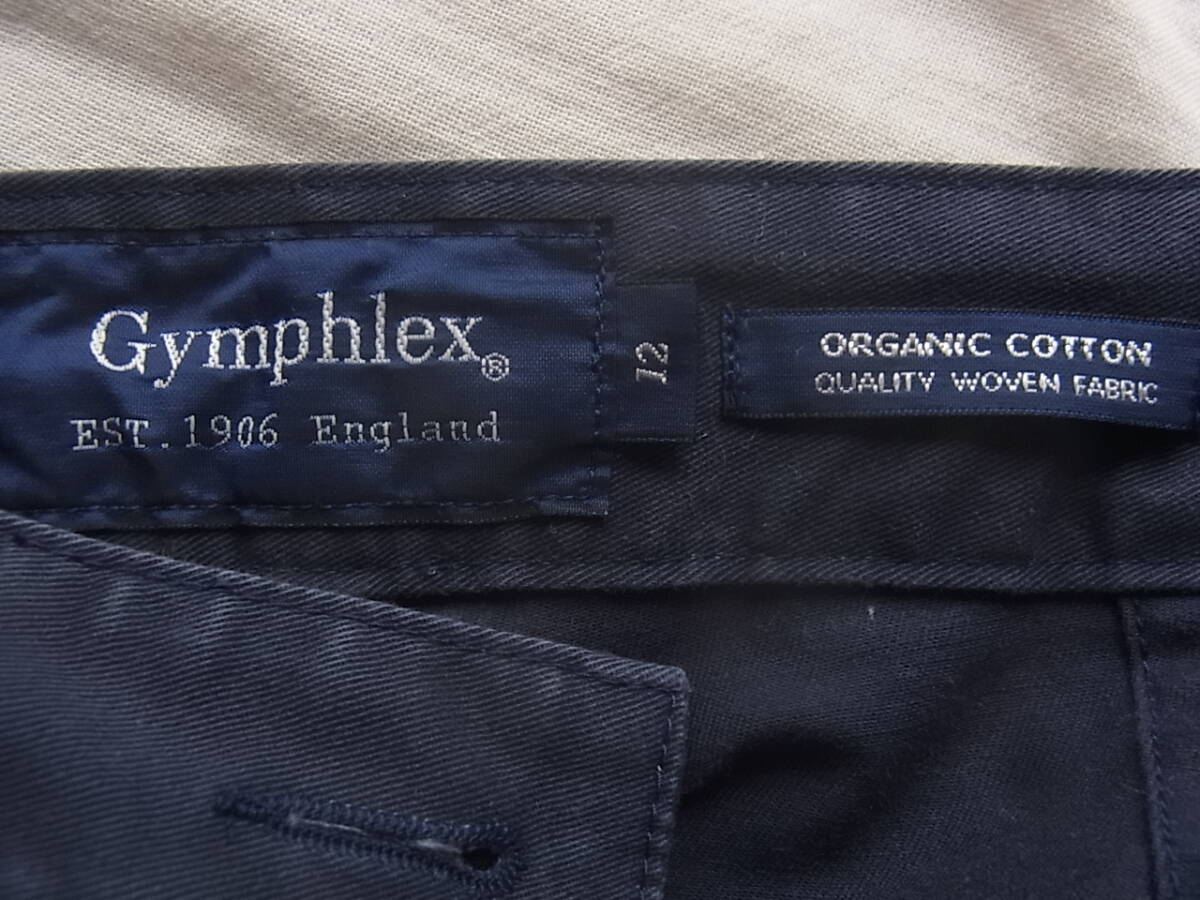 Gymphlex®
EST.1906 England
12
ORGANIC COTTON
QUALITY WOVEN FABRIC